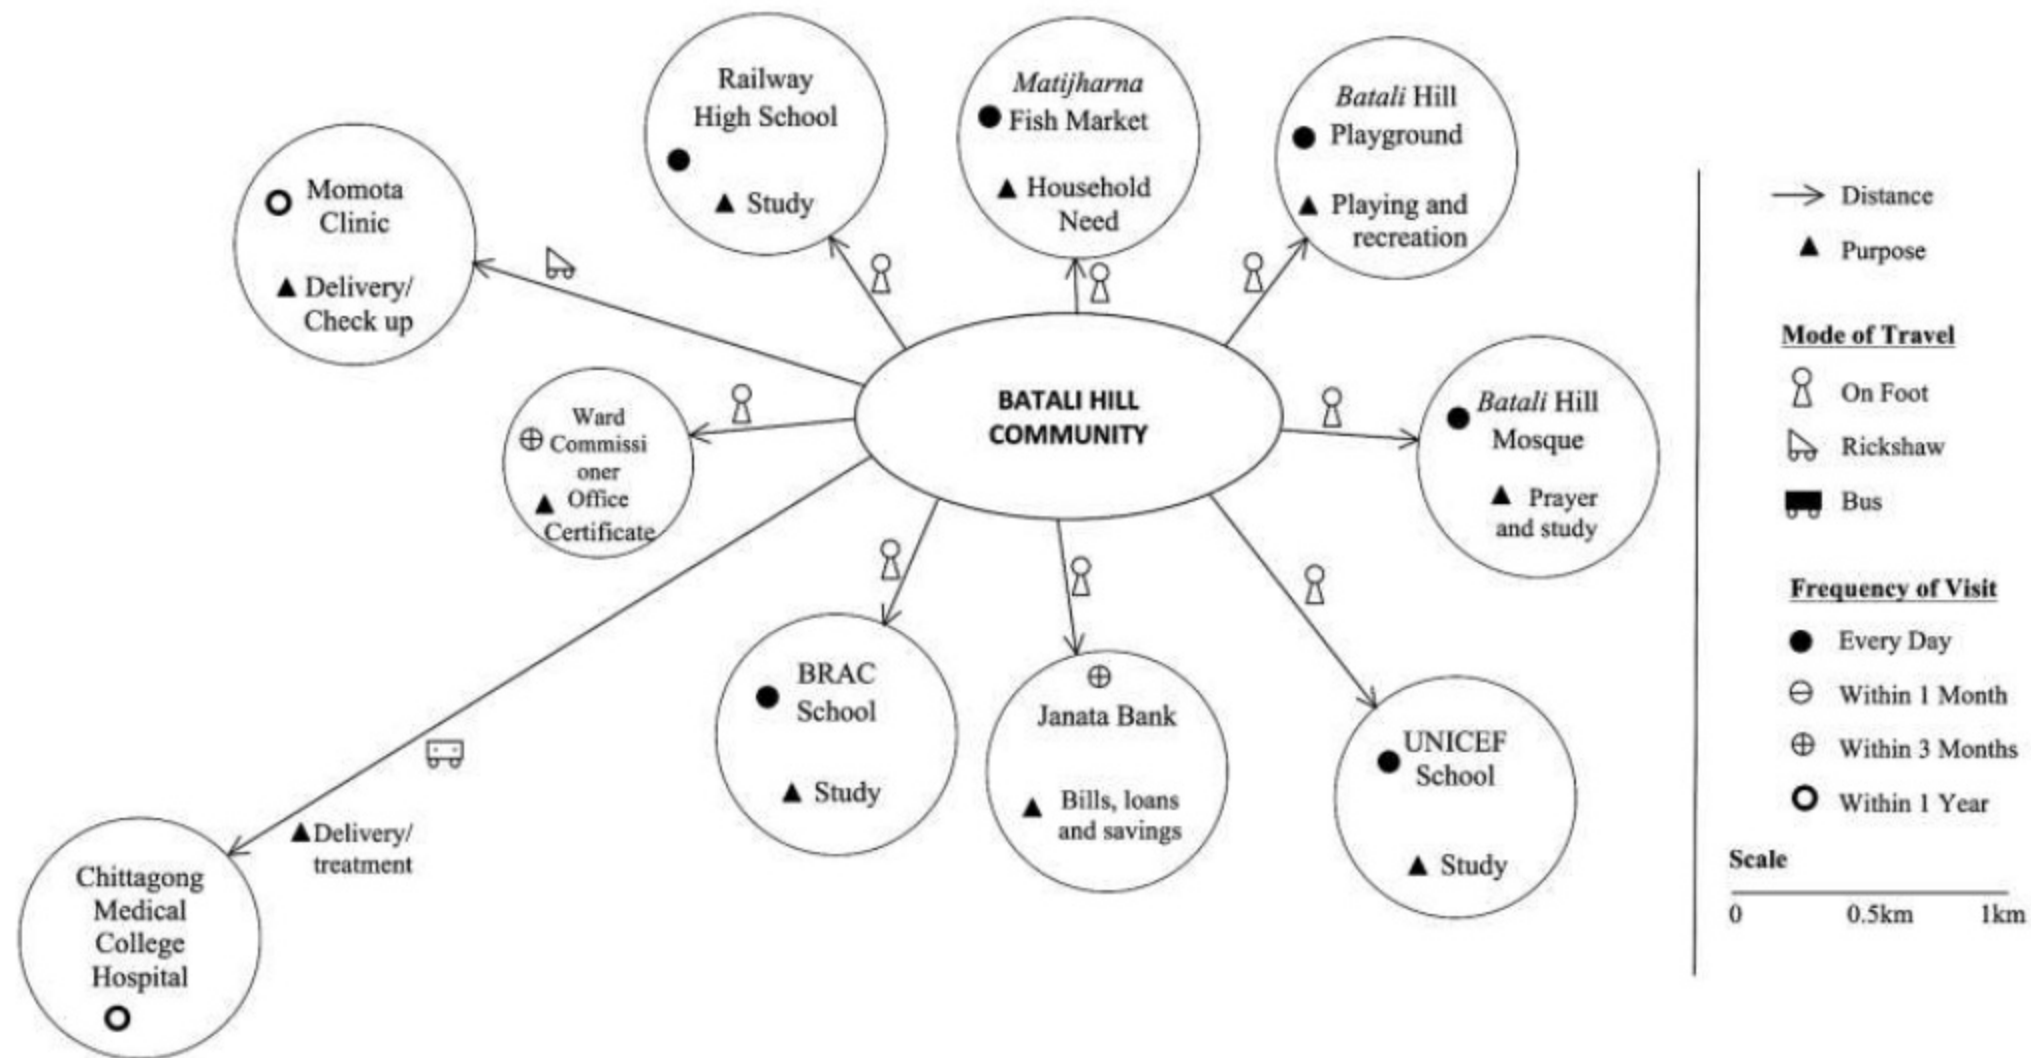 Railway
High School
Study
Matijharna
Fish Market
Household
Need
Batali Hill
Playground
Playing and
recreation
Momota
Clinic
Delivery/
Check up
Ward
Commissi
oner
Office
Certificate
BATALI HILL
COMMUNITY
Batali Hill
Mosque
Prayer
and study
BRAC
School
Study
Janata Bank
Bills, loans
and savings
UNICEF
School
Study
Delivery/
treatment
Chittagong
Medical
College
Hospital
Distance
Purpose
Mode of Travel
On Foot
Rickshaw
Bus
Frequency of Visit
Every Day
Within 1 Month
Within 3 Months
Within 1 Year
Scale
0 0.5km 1km